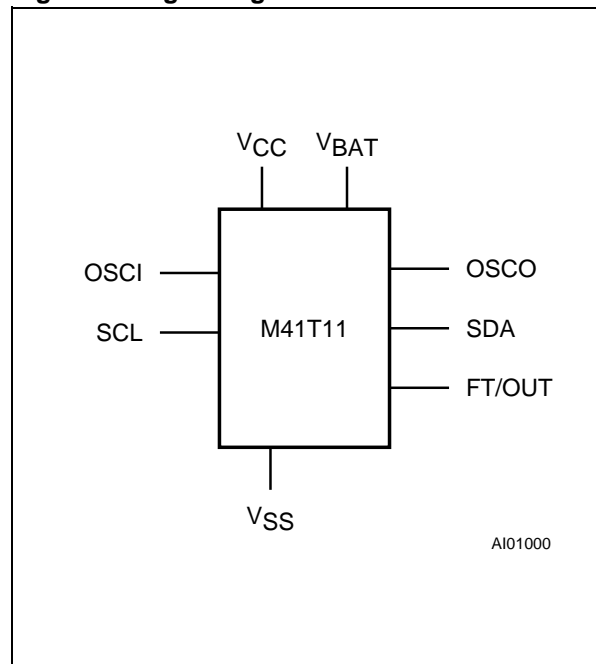 VCC VBAT
OSCI OSCO
SCL M41T11 SDA
FT/OUT
VSS
AI01000